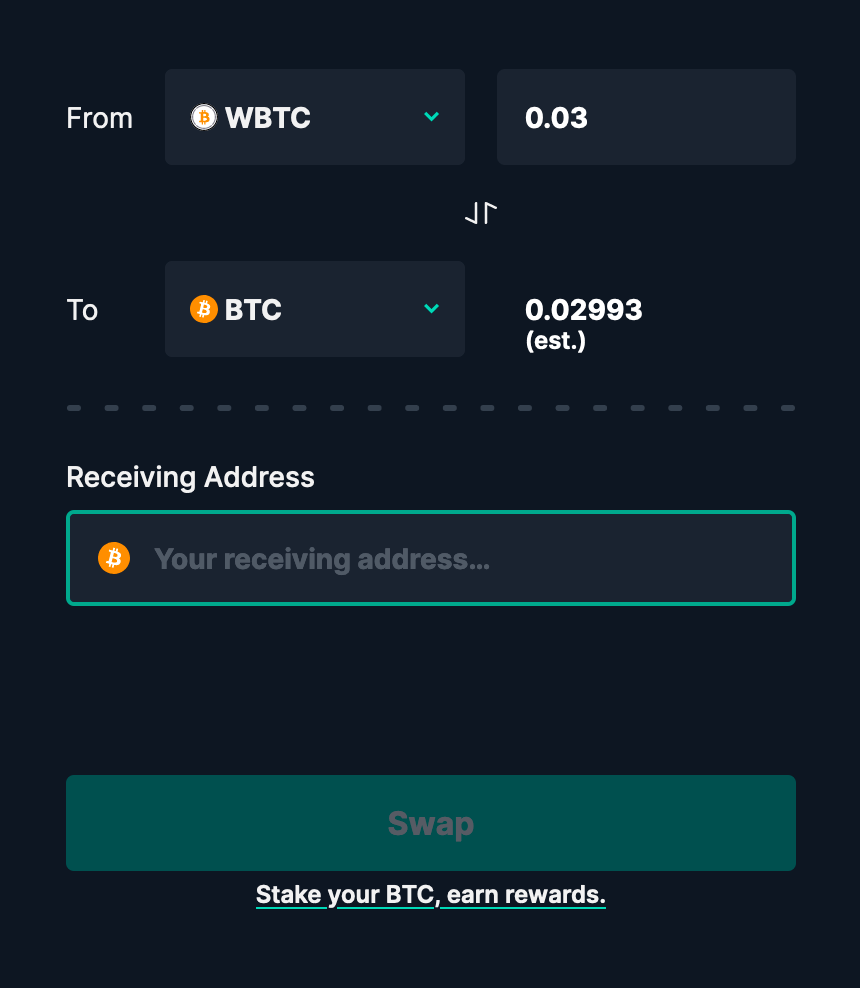 From
WBTC
0.03
To
BTC
0.02993
(est.)
Receiving Address
Your receiving address...
Swap
Stake your BTC, earn rewards.